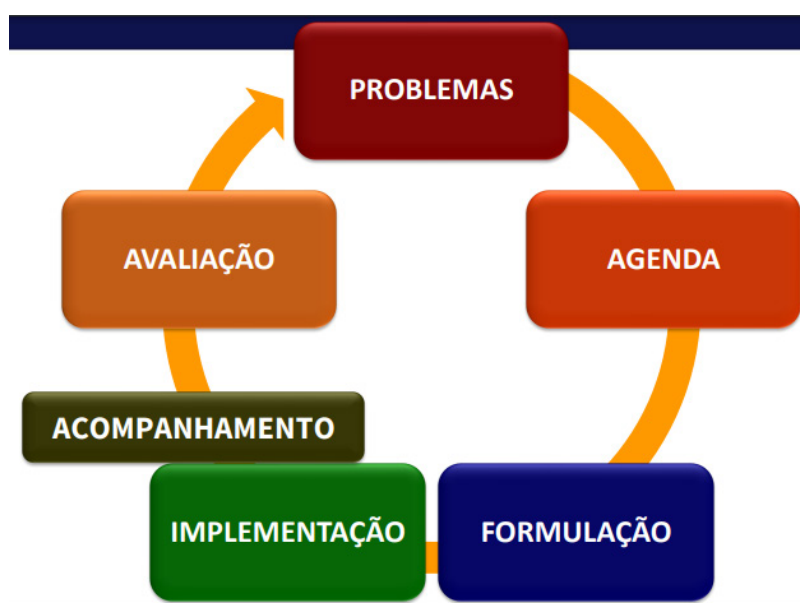 PROBLEMAS
AGENDA
FORMULAÇÃO
IMPLEMENTAÇÃO
ACOMPANHAMENTO
AVALIAÇÃO